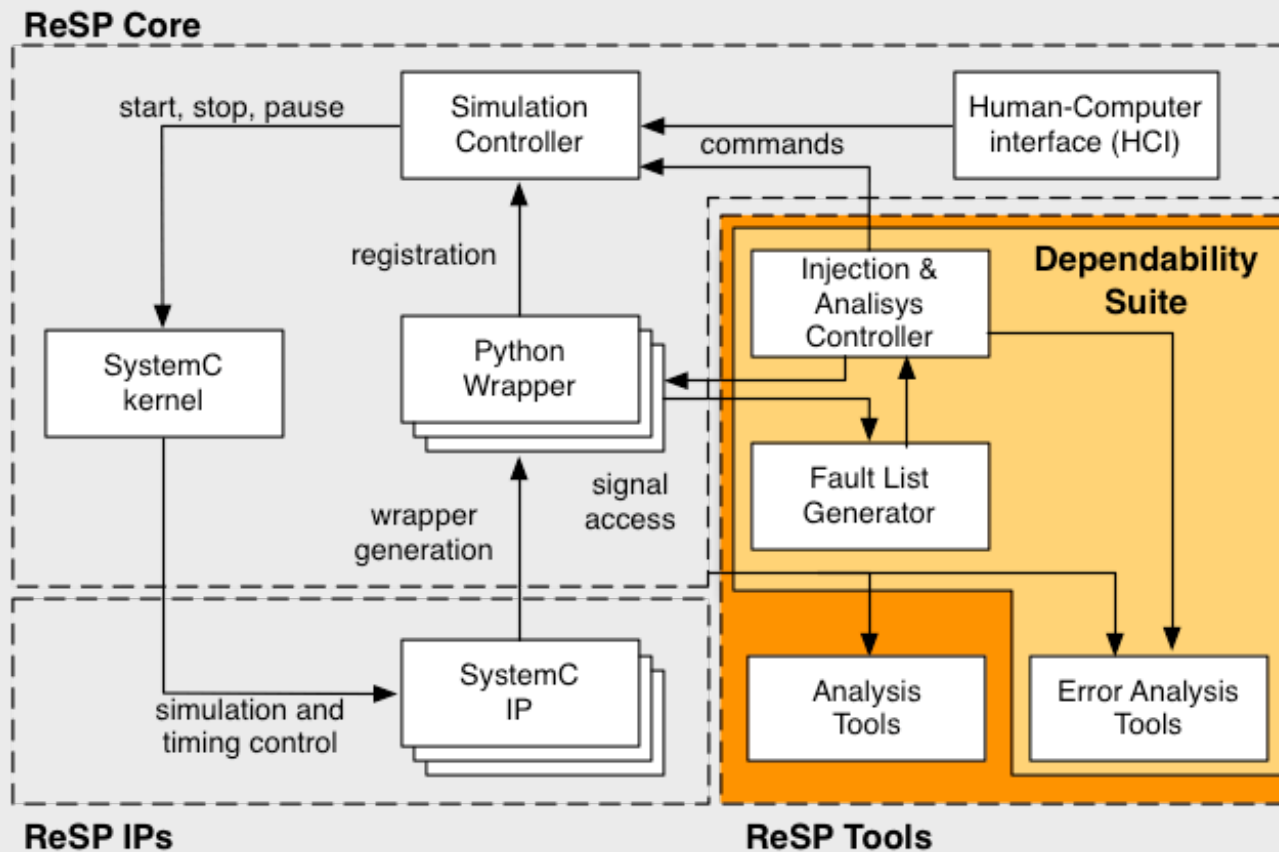 ReSP Core
start, stop, pause
Simulation
Controller
Human-Computer
interface (HCI)
commands
registration
Injection &
Analisys
Controller
Dependability
Suite
SystemC
kernel
Python
Wrapper
Fault List
Generator
signal
access
wrapper
generation
SystemC
IP
simulation and
timing control
Analysis
Tools
Error Analysis
Tools
ReSP IPs
ReSP Tools